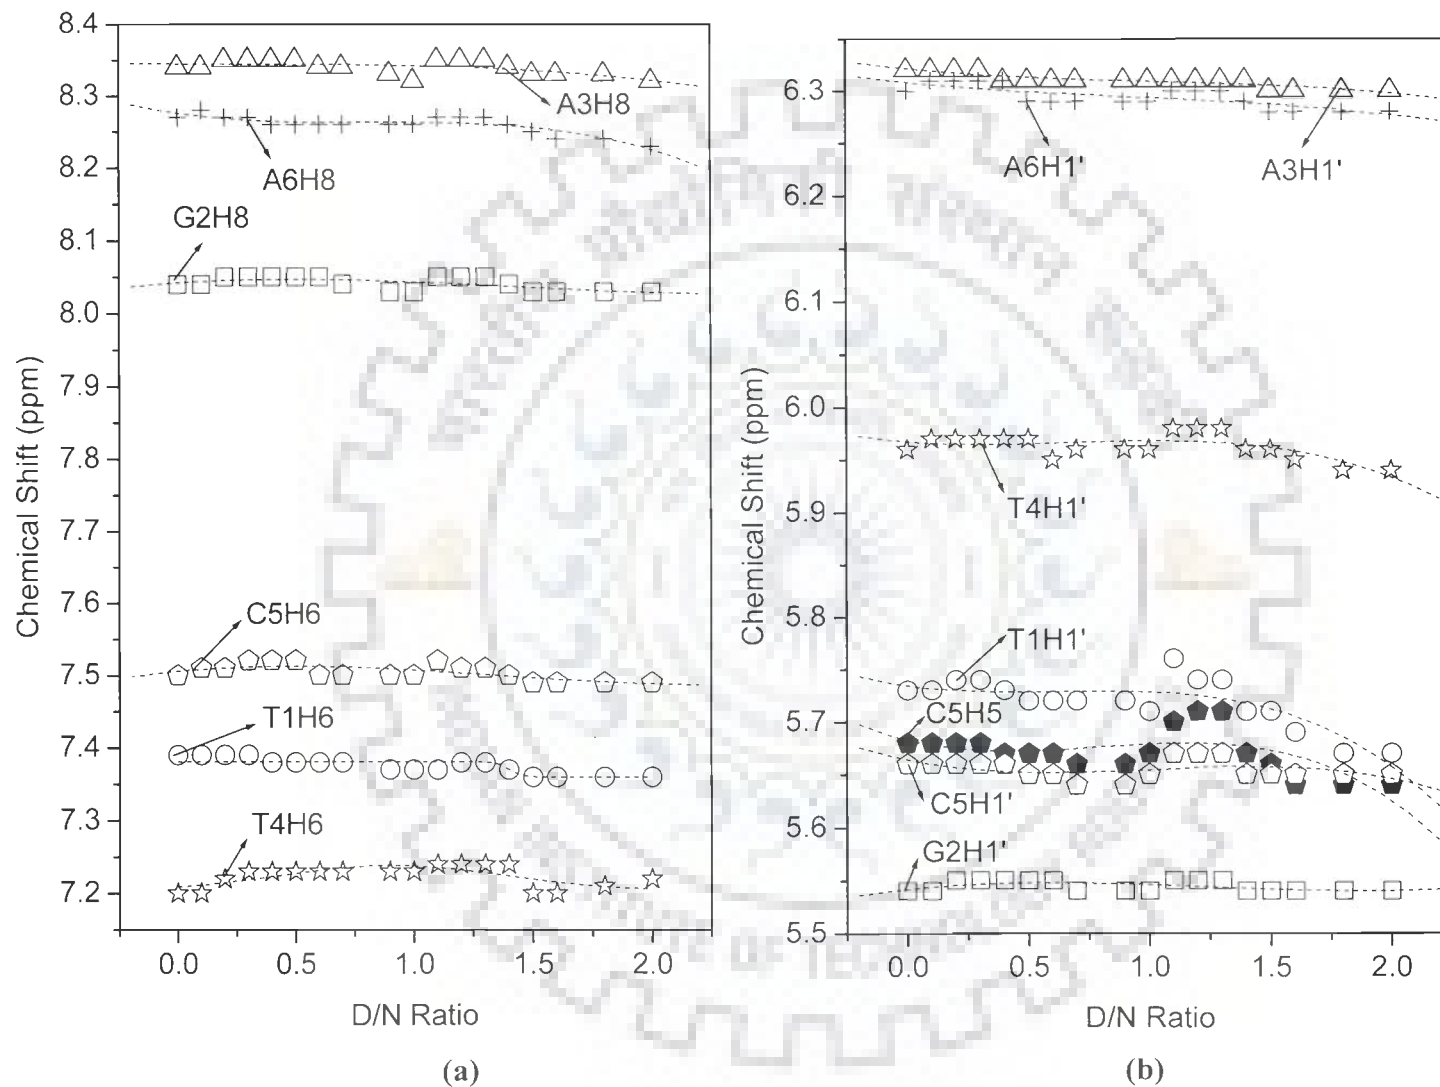 8.4
8.3
8.2
8.1
8.0
7.9
7.8
7.7
7.6
7.5
7.4
7.3
7.2
Chemical Shift (ppm)
A3H8
A6H8
G2H8
C5H6
T1H6
T4H6
0.0 0.5 1.0 1.5 2.0
D/N Ratio
(a)
6.3
6.2
6.1
6.0
5.9
5.8
5.7
5.6
5.5
Chemical Shift (ppm)
A6H1'
A3H1'
T4H1'
T1H1'
C5H5
C5H1'
G2H1'
0.0 0.5 1.0 1.5 2.0
D/N Ratio
(b)